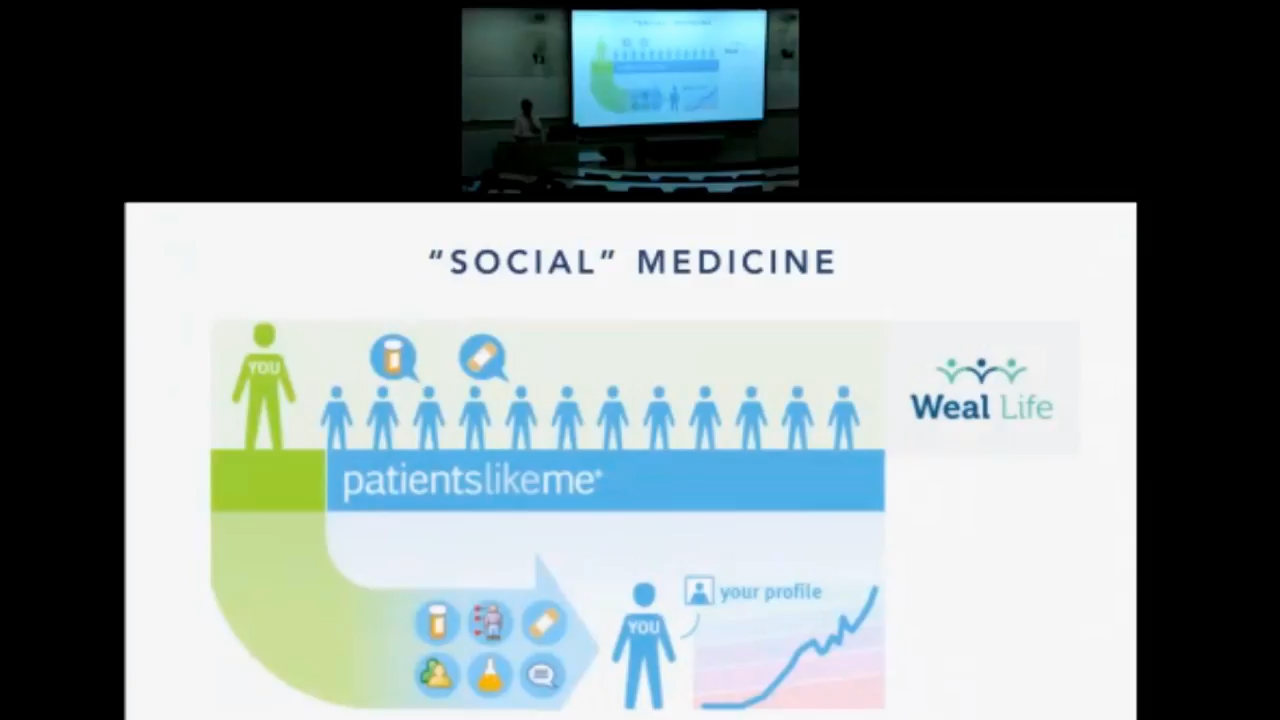 "SOCIAL" MEDICINE
YOU
Weal Life
patientslikeme®
your profile
YOU